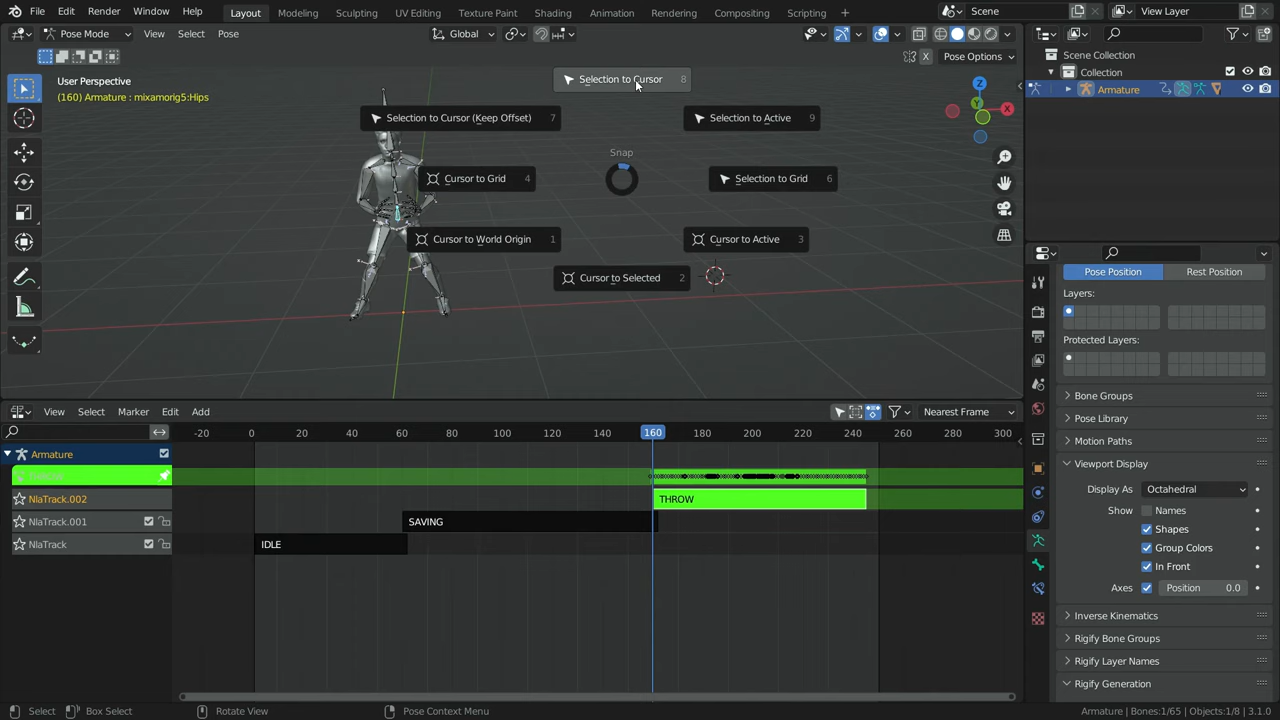 File Edit Render Window Help
Layout Modeling Sculpting UV Editing Texture Paint Shading Animation Rendering Compositing Scripting +
Scene
View Layer
Pose Mode View Select Pose
Global
X Pose Options
User Perspective
(160) Armature : mixamorig5:Hips
Selection to Cursor 8
Selection to Cursor (Keep Offset) 7
Selection to Active 9
Snap
Cursor to Grid 4
Selection to Grid 6
Cursor to World Origin 1
Cursor to Active 3
Cursor to Selected 2
Z
Y
Scene Collection
Collection
Armature
Pose Position Rest Position
Layers:
Protected Layers:
Bone Groups
Pose Library
Motion Paths
Viewport Display
Display As Octahedral
Show Names
Shapes
Group Colors
In Front
Axes Position 0.0
Inverse Kinematics
Rigify Bone Groups
Rigify Layer Names
Rigify Generation
View Select Marker Edit Add
Nearest Frame
-20 0 20 40 60 80 100 120 140 160 180 200 220 240 260 280 300
Armature
NlaTrack.002
THROW
NlaTrack.001
SAVING
NlaTrack
IDLE
Select Box Select Rotate View Pose Context Menu
Armature | Bones:1/65 | Objects:1/8 | 3.1.0